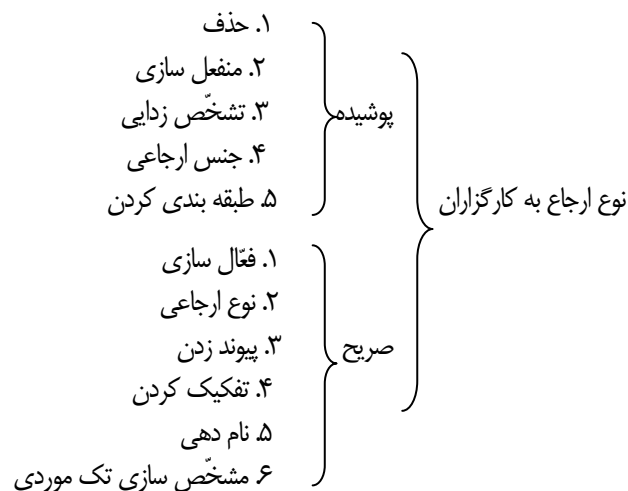 نوع ارجاع به کارگزاران
پوشیده
۱. حذف
۲. منفعل سازی
۳. تشخّص زدایی
۴. جنس ارجاعی
۵. طبقه بندی کردن
صریح
۱. فعّال سازی
۲. نوع ارجاعی
۳. پیوند زدن
۴. تفکیک کردن
۵. نام دهی
۶. مشخّص سازی تک موردی